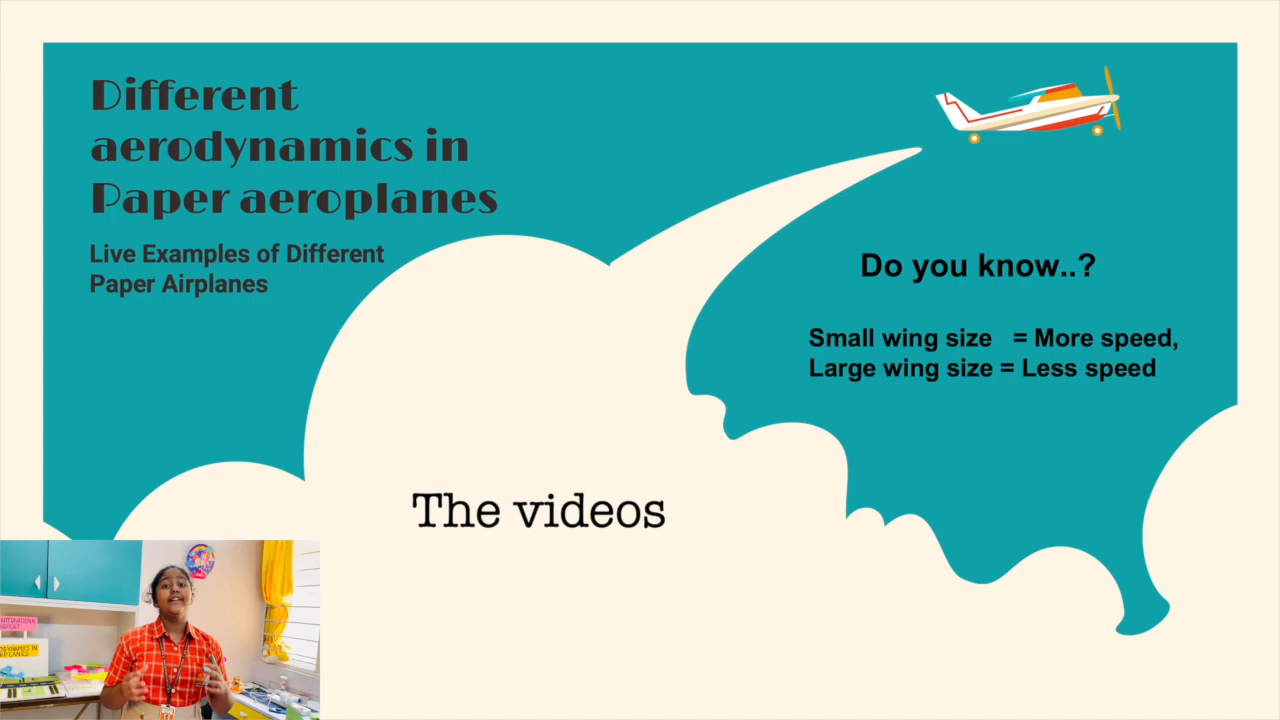 Different
aerodynamics in
Paper aeroplanes
Live Examples of Different
Paper Airplanes
Do you know..?
Small wing size = More speed,
Large wing size = Less speed
The videos
INTERNATIONAL